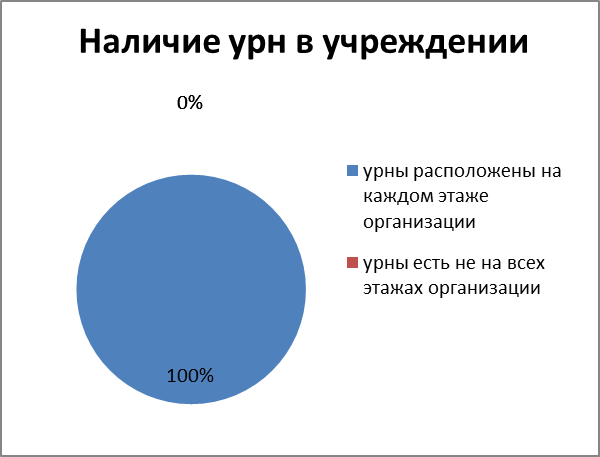 Наличие урн в учреждении
0%
100%
урны расположены на
каждом этаже
организации
урны есть не на всех
этажах организации